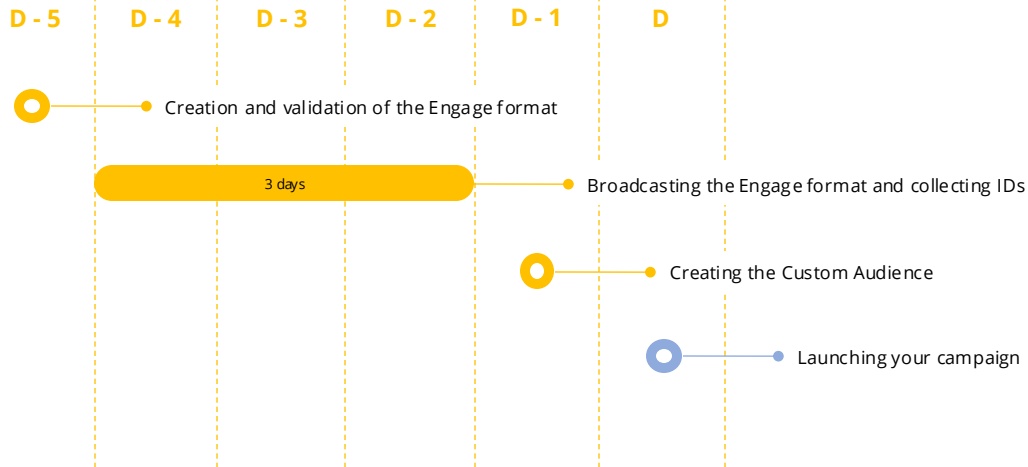 D - 5 D - 4 D - 3 D - 2 D - 1 D
Creation and validation of the Engage format
3 days
Broadcasting the Engage format and collecting IDs
Creating the Custom Audience
Launching your campaign